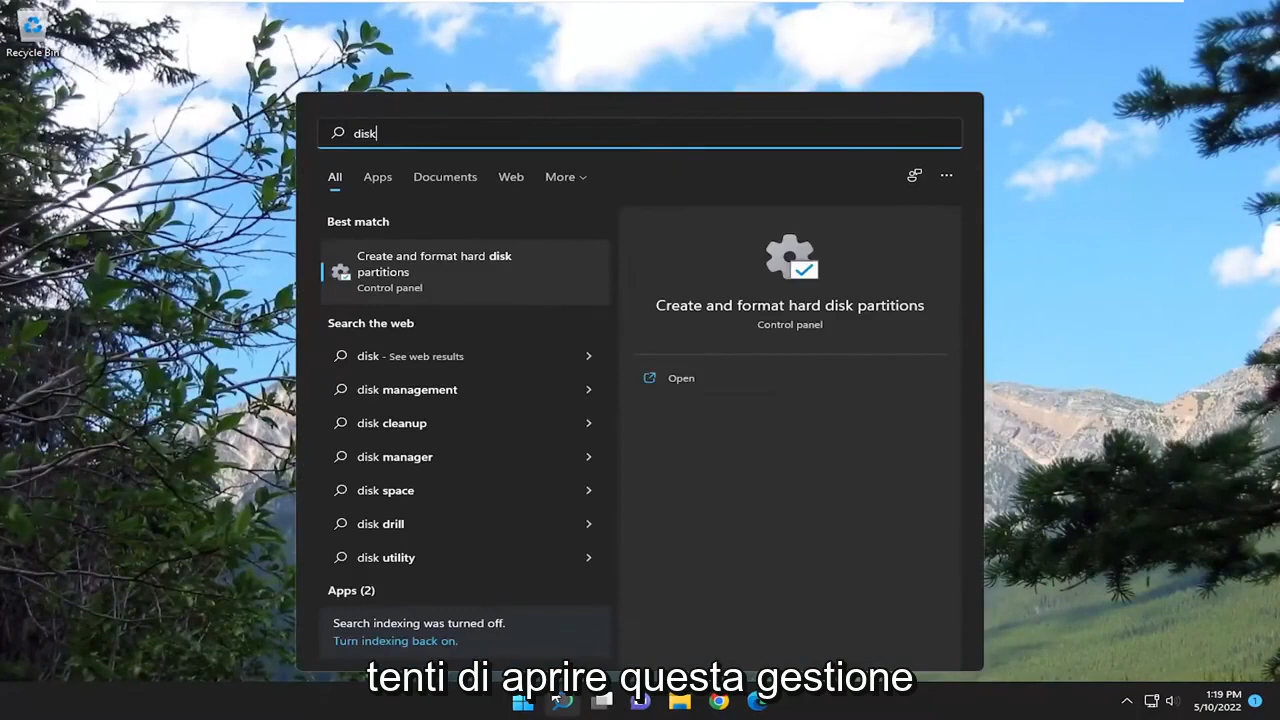 Recycle Bin
disk
All Apps Documents Web More
Best match
Create and format hard disk
partitions
Control panel
Search the web
disk - See web results
disk management
disk cleanup
disk manager
disk space
disk drill
disk utility
Apps (2)
Search indexing was turned off.
Turn indexing back on.
Create and format hard disk partitions
Control panel
Open
tenti di aprire questa gestione
1:19 PM
5/10/2022
1